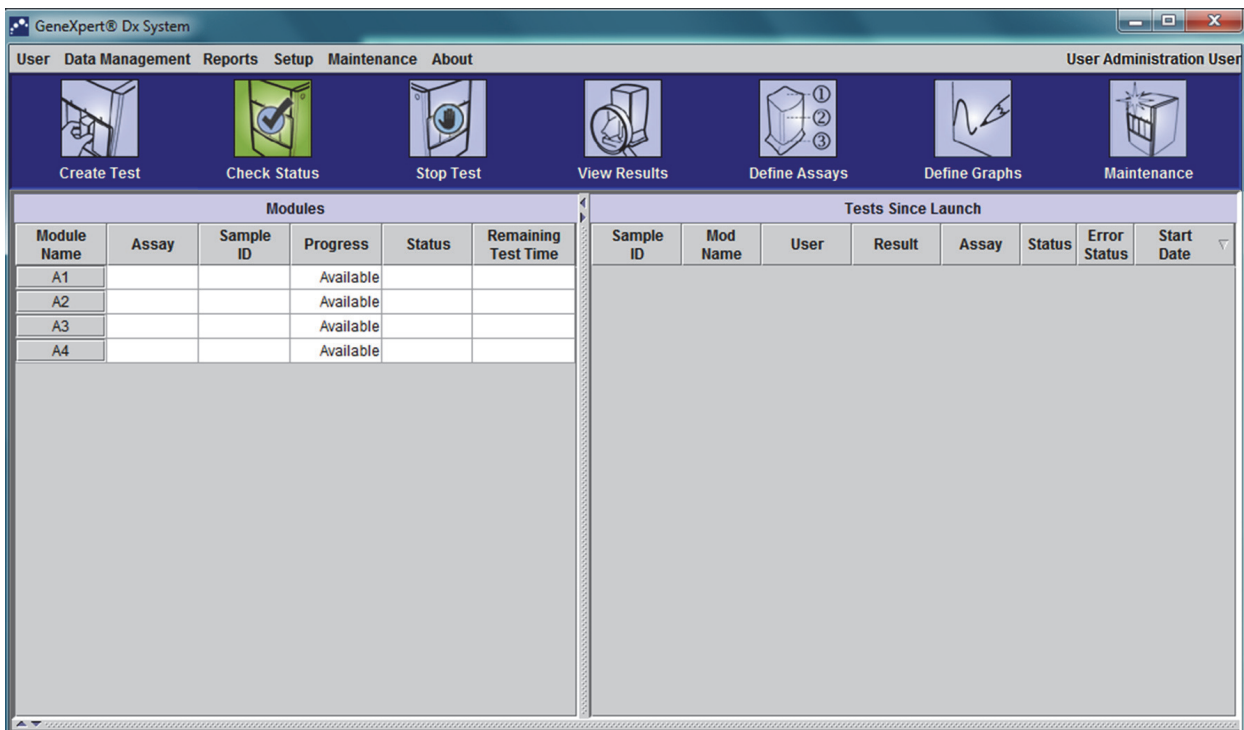 GeneXpert® Dx System
User Data Management Reports Setup Maintenance About User Administration User
① ② ③
Create Test Check Status Stop Test View Results Define Assays Define Graphs Maintenance
Modules
Module Name Assay Sample ID Progress Status Remaining Test Time
A1 Available
A2 Available
A3 Available
A4 Available
Tests Since Launch
Sample ID Mod Name User Result Assay Status Error Status Start Date